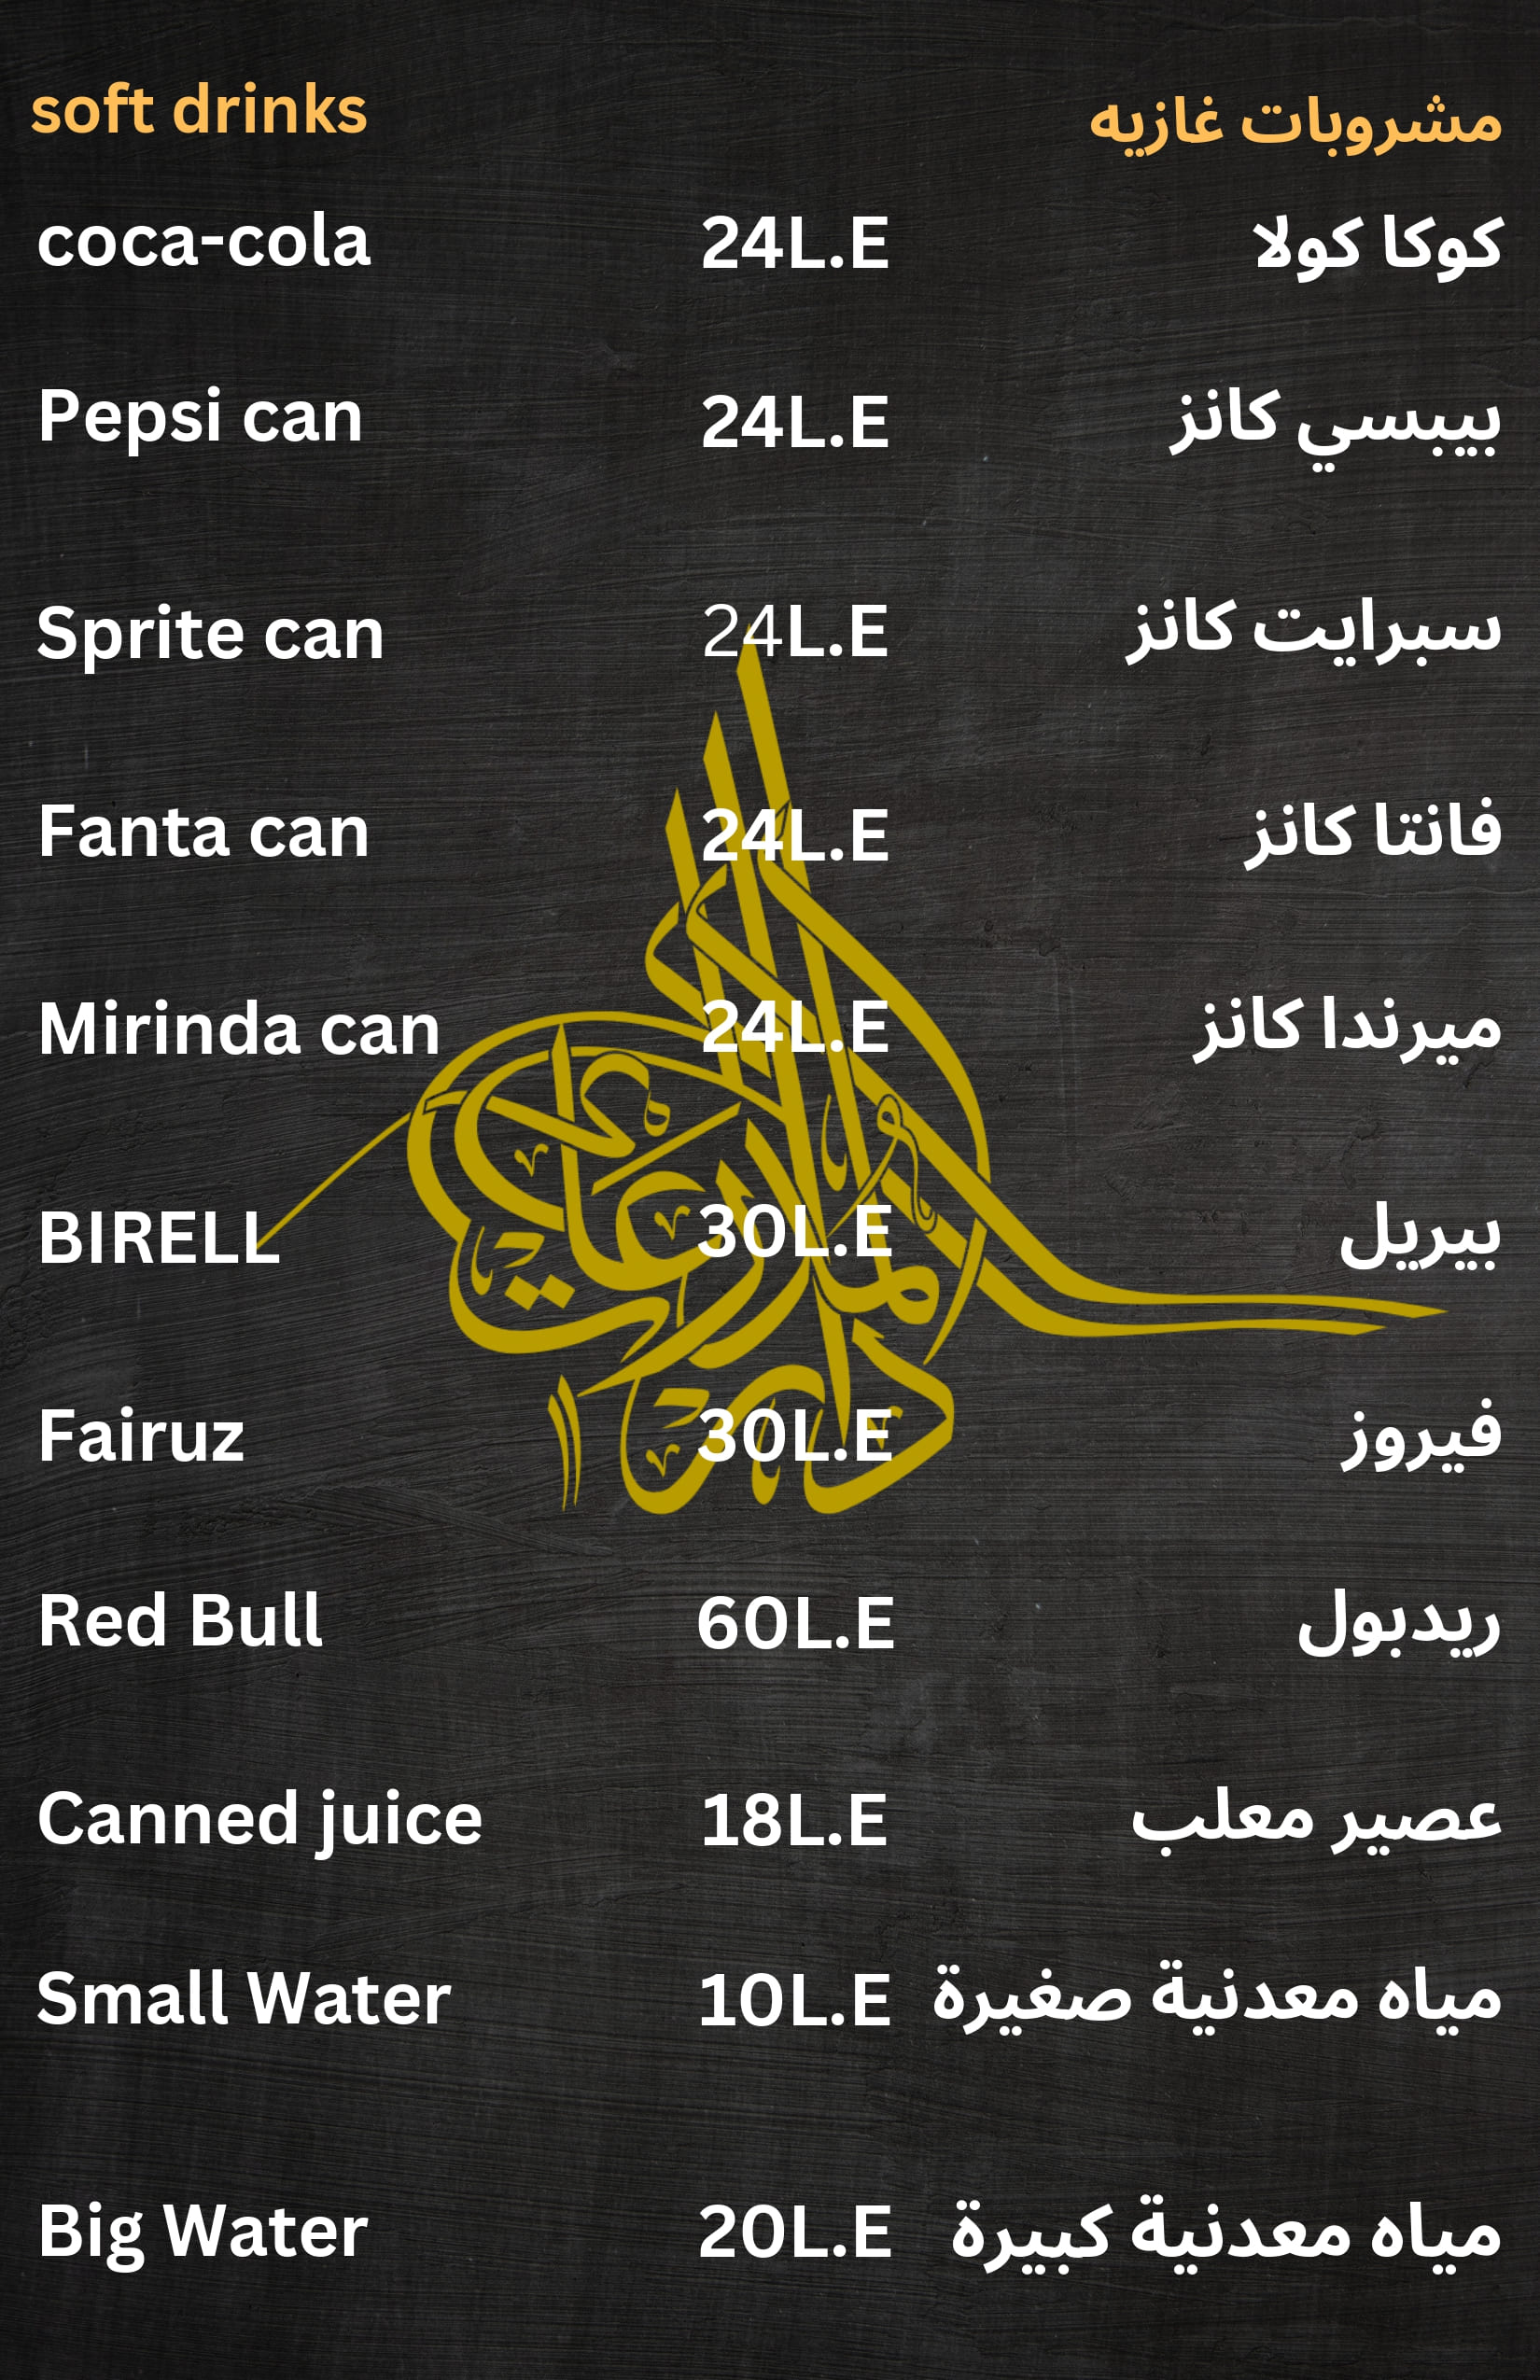 soft drinks مشروبات غازيه
coca-cola 24L.E كوكا كولا
Pepsi can 24L.E بيبسي كانز
Sprite can 24L.E سبرايت كانز
Fanta can 24L.E فانتا كانز
Mirinda can 24L.E ميرندا كانز
BIRELL 30L.E بيريل
Fairuz 30L.E فيروز
Red Bull 60L.E ريدبول
Canned juice 18L.E عصير معلب
Small Water 10L.E مياه معدنية صغيرة
Big Water 20L.E مياه معدنية كبيرة